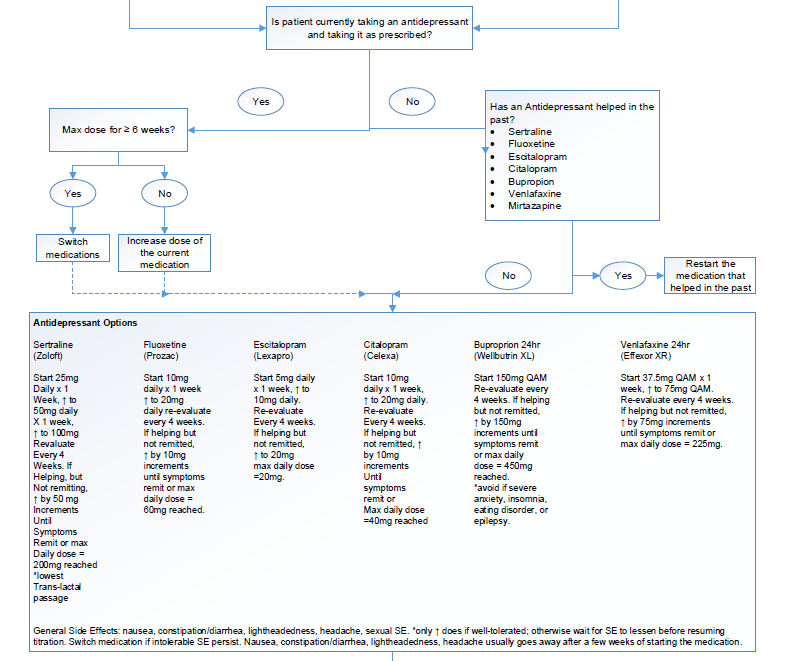 Is patient currently taking an antidepressant
and taking it as prescribed?
Yes
No
Max dose for ≥ 6 weeks?
Has an Antidepressant helped in the
past?
• Sertraline
• Fluoxetine
• Escitalopram
• Citalopram
• Bupropion
• Venlafaxine
• Mirtazapine
Yes
No
Switch
medications
Increase dose of
the current
medication
No
Yes
Restart the
medication that
helped in the past
Antidepressant Options
Sertraline
(Zoloft)
Start 25mg
Daily x 1
Week, ↑ to
50mg daily
X 1 week,
↑ to 100mg
Revaluate
Every 4
Weeks. If
Helping, but
Not remitting,
↑ by 50 mg
Increments
Until
Symptoms
Remit or max
Daily dose =
200mg reached
*lowest
Trans-lactal
passage
Fluoxetine
(Prozac)
Start 10mg
daily x 1 week
↑ to 20mg
daily re-evaluate
every 4 weeks.
If helping but
not remitted,
↑ by 10mg
increments
until symptoms
remit or max
daily dose =
60mg reached.
Escitalopram
(Lexapro)
Start 5mg daily
x 1 week, ↑ to
10mg daily.
Re-evaluate
Every 4 weeks.
If helping but
not remitted,
↑ to 20mg
max daily dose
=20mg.
Citalopram
(Celexa)
Start 10mg
daily x 1 week,
↑ to 20mg daily.
Re-evaluate
Every 4 weeks.
If helping but
not remitted, ↑
by 10mg
increments
Until
symptoms
remit or
Max daily dose
=40mg reached
Buproprion 24hr
(Wellbutrin XL)
Start 150mg QAM
Re-evaluate every
4 weeks. If helping
but not remitted,
↑ by 150mg
increments until
symptoms remit
or max daily
dose = 450mg
reached.
*avoid if severe
anxiety, insomnia,
eating disorder, or
epilepsy.
Venlafaxine 24hr
(Effexor XR)
Start 37.5mg QAM x 1
week, ↑ to 75mg QAM.
Re-evaluate every 4 weeks.
If helping but not remitted,
↑ by 75mg increments
until symptoms remit or
max daily dose = 225mg.
General Side Effects: nausea, constipation/diarrhea, lightheadedness, headache, sexual SE. *only ↑ does if well-tolerated; otherwise wait for SE to lessen before resuming
titration. Switch medication if intolerable SE persist. Nausea, constipation/diarrhea, lightheadedness, headache usually goes away after a few weeks of starting the medication.